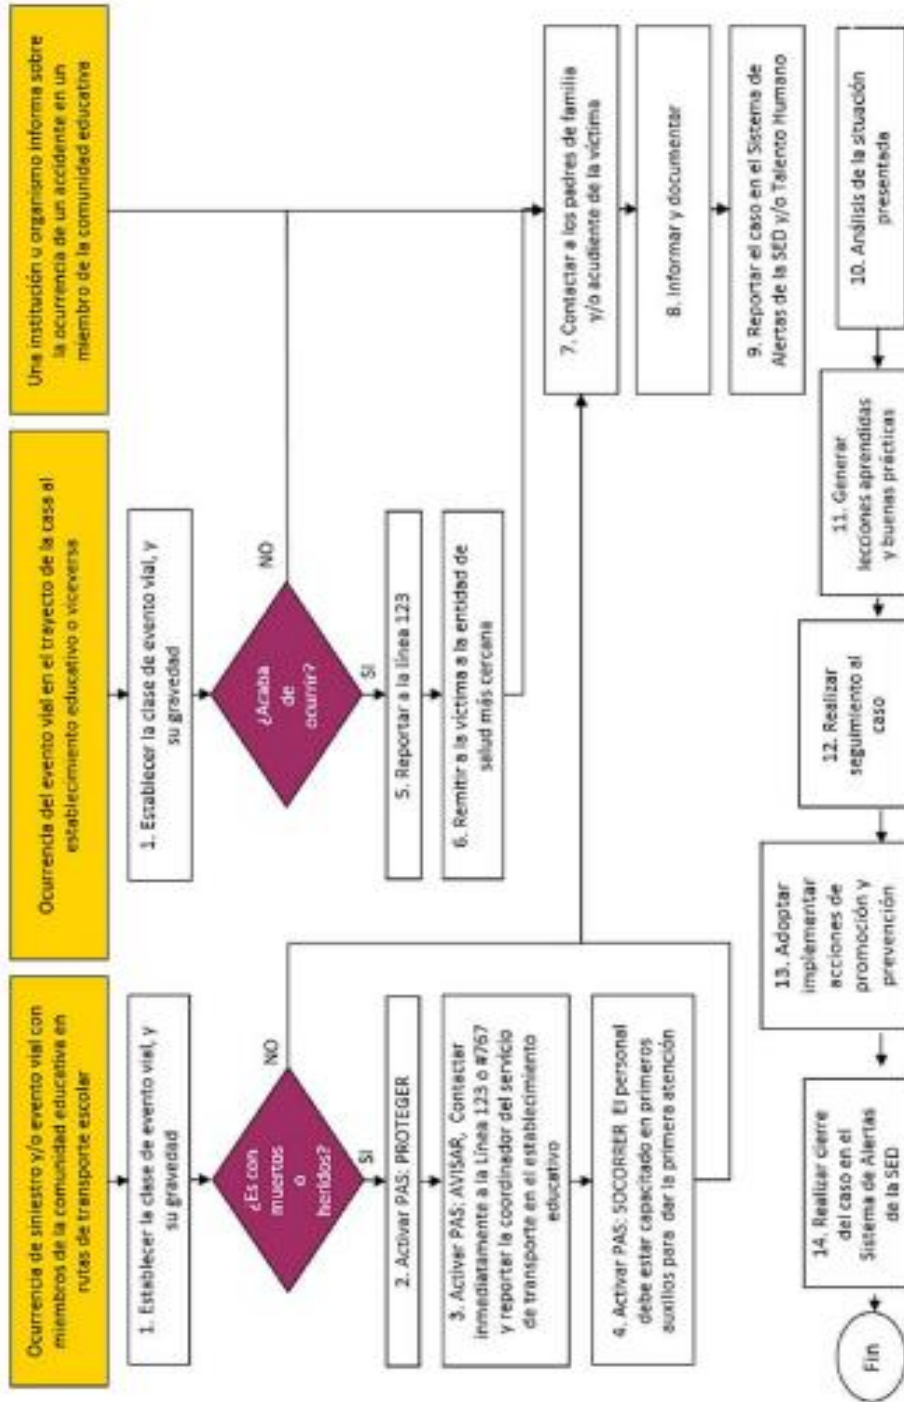 Ocurrencia de siniestro y/o evento vial con
miembros de la comunidad educativa en
rutas de transporte escolar
Ocurrencia del evento vial en el trayecto de la casa al
establecimiento educativo o viceversa
Una institución u organismo informa sobre
la ocurrencia de un accidente en un
miembro de la comunidad educativa
1. Establecer la clase de evento vial, y
su gravedad
¿Es con
muertos
o
heridos?
NO
SI
2. Activar PAS: PROTEGER
3. Activar PAS: AVISAR, Contactar
inmediatamente a la Línea 123 o #767
y reportar la coordinador del servicio
de transporte en el establecimiento
educativo
4. Activar PAS: SOCORRER El personal
debe estar capacitado en primeros
auxilios para dar la primera atención
1. Establecer la clase de evento vial, y
su gravedad
¿Acaba
de
ocurrir?
NO
SI
5. Reportar a la línea 123
6. Remitir a la víctima a la entidad de
salud más cercana
7. Contactar a los padres de familia
y/o acudiente de la víctima
8. Informar y documentar
9. Reportar el caso en el Sistema de
Alertas de la SED y/o Talento Humano
10. Análisis de la situación
presentada
11. Generar
lecciones aprendidas
y buenas prácticas
12. Realizar
seguimiento al
caso
13. Adoptar
implementar
acciones de
promoción y
prevención
14. Realizar cierre
del caso en el
Sistema de Alertas
de la SED
Fin